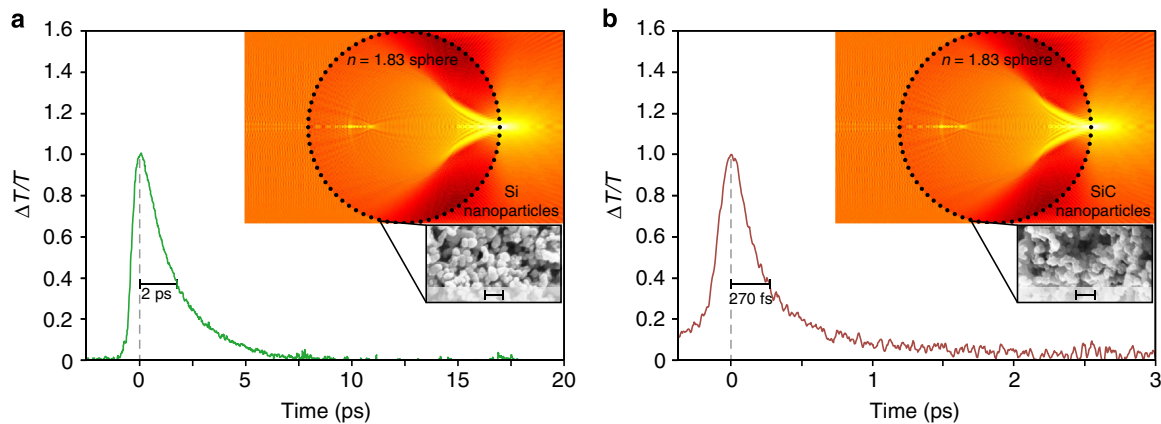 a
1.6
1.4
1.2
1.0
0.8
0.6
0.4
0.2
0
ΔT/T
n = 1.83 sphere
Si
nanoparticles
2 ps
0
5
10
15
20
Time (ps)
b
1.6
1.4
1.2
1.0
0.8
0.6
0.4
0.2
0
ΔT/T
n = 1.83 sphere
SiC
nanoparticles
270 fs
0
1
2
3
Time (ps)